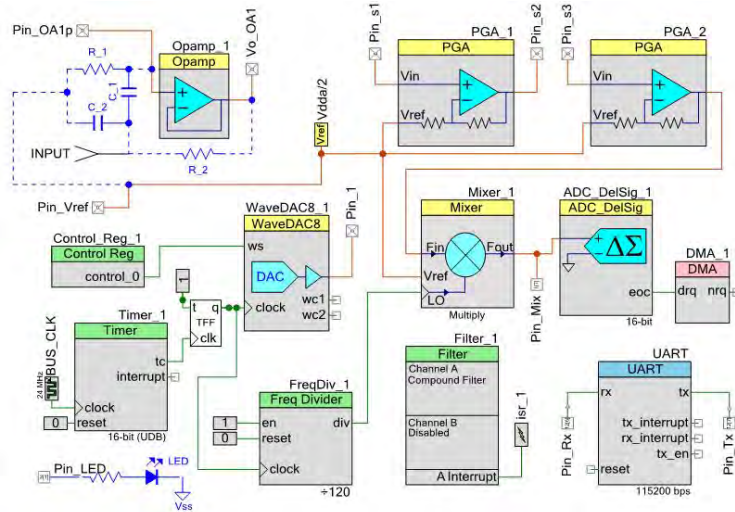 Pin_OA1p
Opamp_1
Opamp
Vo_OA1
R_1
C_1
C_2
INPUT
R_2
Pin_Vref
Vref
Vdda/2
Pin_s1
PGA_1
PGA
Vin
Vref
Pin_s2
Pin_s3
PGA_2
PGA
Vin
Vref
Control_Reg_1
Control Reg
control_0
WaveDAC8_1
WaveDAC8
ws
DAC
wc1
wc2
clock
Pin_1
Mixer_1
Mixer
Fin
Fout
Vref
LO
Multiply
Pin_Mix
ADC_DelSig_1
ADC_DelSig
ΔΣ
eoc
16-bit
DMA_1
DMA
drq
nrq
BUS_CLK
24 MHz
Timer_1
Timer
tc
interrupt
clock
reset
0
16-bit (UDB)
1
t
q
TFF
clk
FreqDiv_1
Freq Divider
1
en
div
0
reset
clock
÷120
Filter_1
Filter
Channel A
Compound Filter
Channel B
Disabled
A Interrupt
isr_1
UART
UART
rx
tx
tx_interrupt
rx_interrupt
tx_en
reset
115200 bps
Pin_Rx
Pin_Tx
Pin_LED
LED
Vss